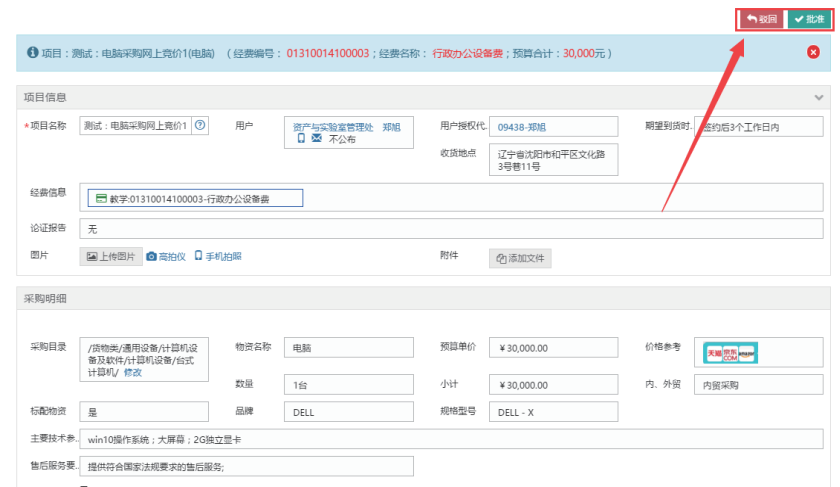 驳回 批准
项目：测试：电脑采购网上竞价1(电脑) （经费编号： 01310014100003；经费名称： 行政办公设备费；预算合计：30,000元）
项目信息
*项目名称 测试：电脑采购网上竞价1 用户 资产与实验室管理处 郑旭 用户授权代. 09438-郑旭 期望到货时. 签约后3个工作日内
不公布
收货地点 辽宁省沈阳市和平区文化路
3号巷11号
经费信息 教学:01310014100003-行政办公设备费
论证报告 无
图片 上传图片 高拍仪 手机拍照 附件 添加文件
采购明细
采购目录 /货物类/通用设备/计算机设
备及软件/计算机设备/台式
计算机/ 修改
物资名称 电脑 预算单价 ￥30,000.00 价格参考 天猫 京东 COM amazon
数量 1台 小计 ￥30,000.00 内、外贸 内贸采购
标配物资 是 品牌 DELL 规格型号 DELL - X
主要技术参.. win10操作系统；大屏幕；2G独立显卡
售后服务要.. 提供符合国家法规要求的售后服务;